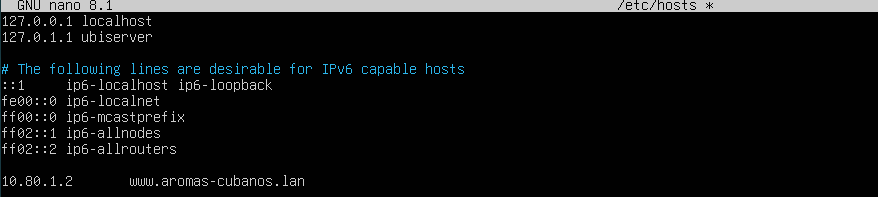 GNU nano 8.1 /etc/hosts *
127.0.0.1 localhost
127.0.1.1 ubiserver

# The following lines are desirable for IPv6 capable hosts
::1     ip6-localhost ip6-loopback
fe00::0 ip6-localnet
ff00::0 ip6-mcastprefix
ff02::1 ip6-allnodes
ff02::2 ip6-allrouters

10.80.1.2       www.aromas-cubanos.lan